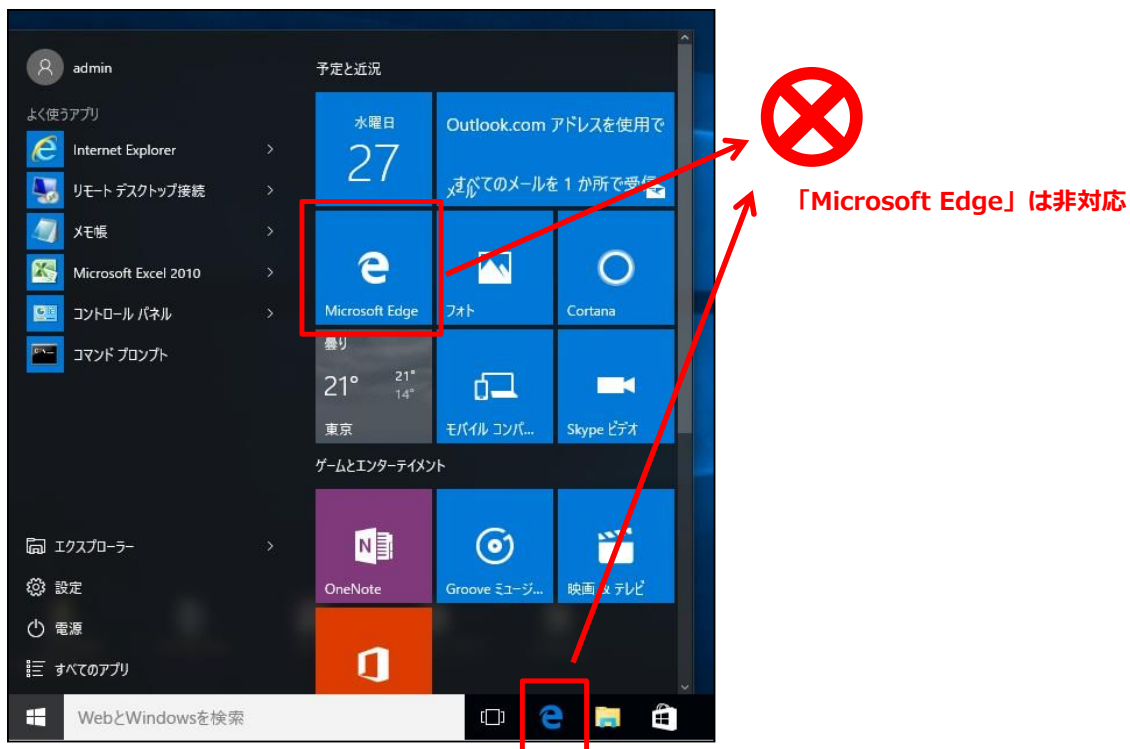 admin
よく使うアプリ
Internet Explorer
リモート デスクトップ接続
メモ帳
Microsoft Excel 2010
コントロール パネル
コマンド プロンプト
エクスプローラー
設定
電源
すべてのアプリ
予定と近況
水曜日
27
Outlook.com アドレスを使用で
すべてのメールを 1 か所で受信
メール
Microsoft Edge
フォト
Cortana
曇り
21° 21°
14°
東京
モバイル コンパ...
Skype ビデオ
ゲームとエンターテイメント
OneNote
Groove ミュージ...
映画 & テレビ
WebとWindowsを検索
「Microsoft Edge」は非対応